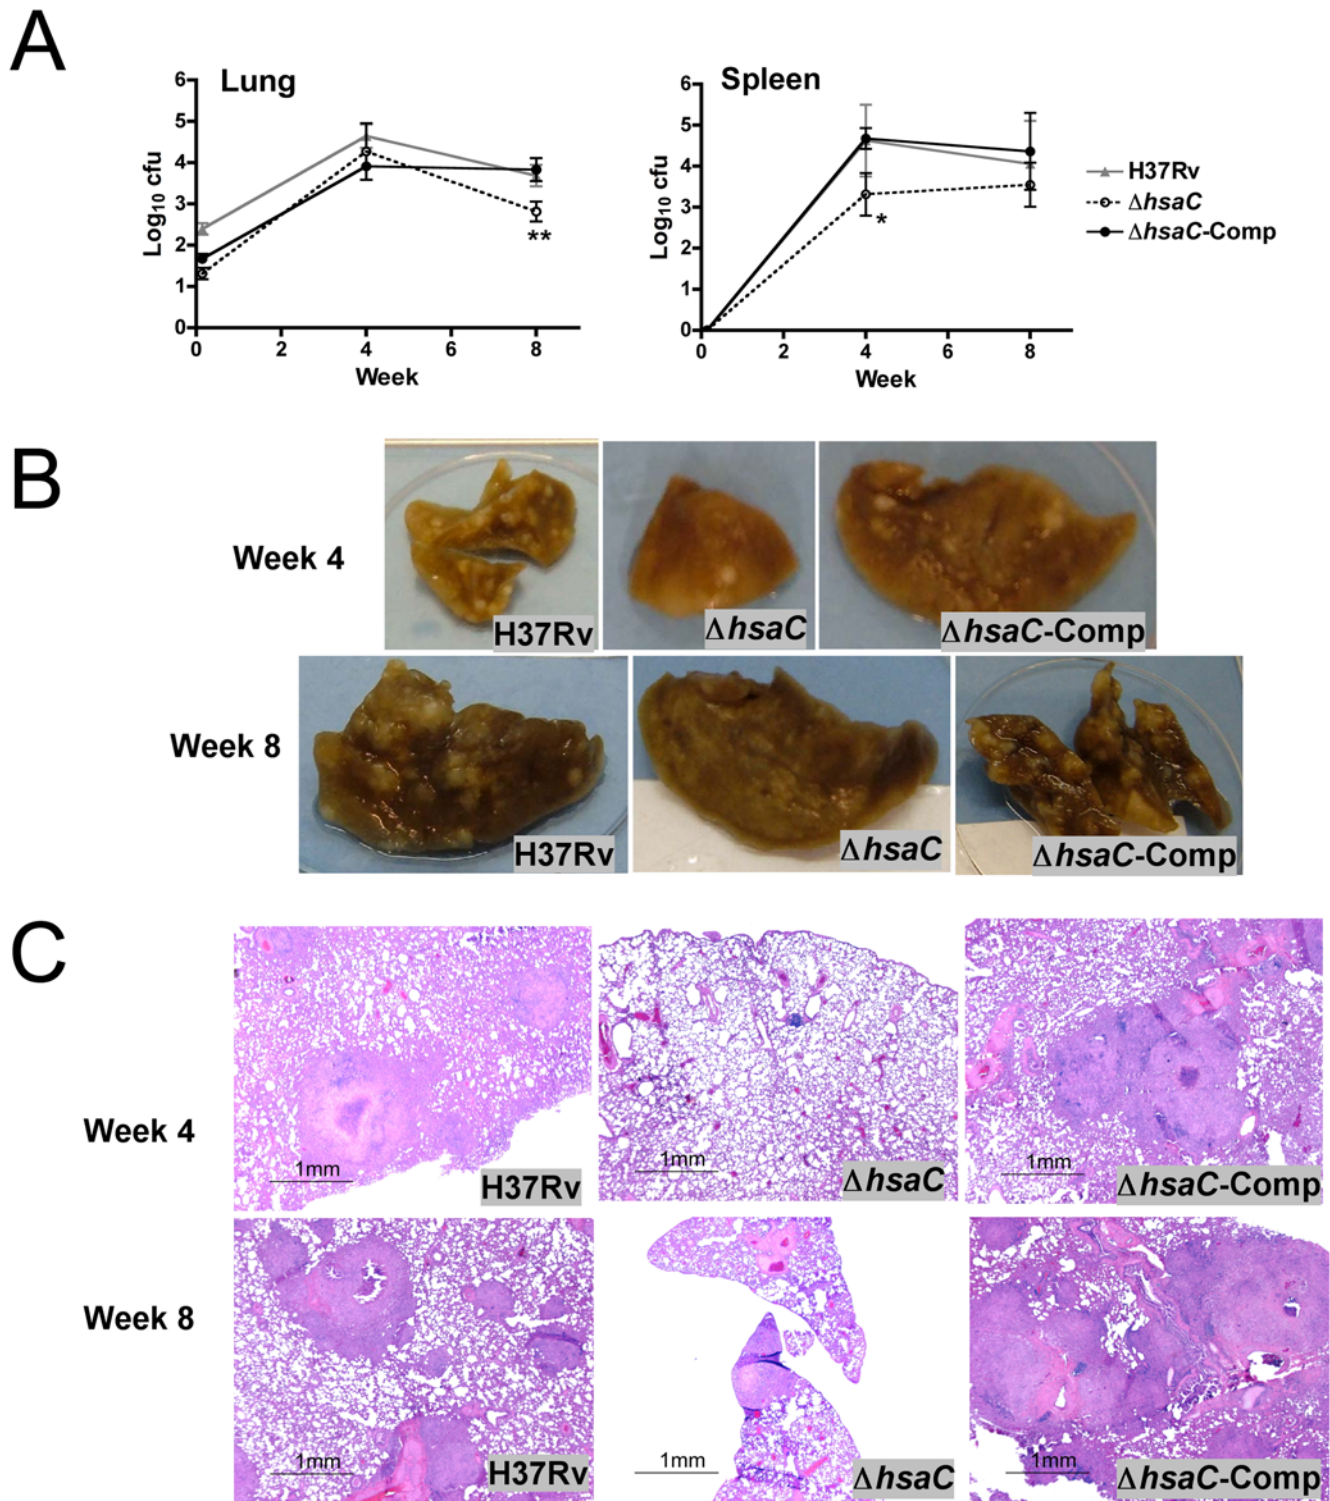 A
Lung
Log10 cfu
6
5
4
3
2
1
0
0 2 4 6 8
Week
**
Spleen
Log10 cfu
6
5
4
3
2
1
0
0 2 4 6 8
Week
*
H37Rv
ΔhsaC
ΔhsaC-Comp
B
Week 4
H37Rv
ΔhsaC
ΔhsaC-Comp
Week 8
H37Rv
ΔhsaC
ΔhsaC-Comp
C
Week 4
1mm
H37Rv
1mm
ΔhsaC
1mm
ΔhsaC-Comp
Week 8
1mm
H37Rv
1mm
ΔhsaC
1mm
ΔhsaC-Comp